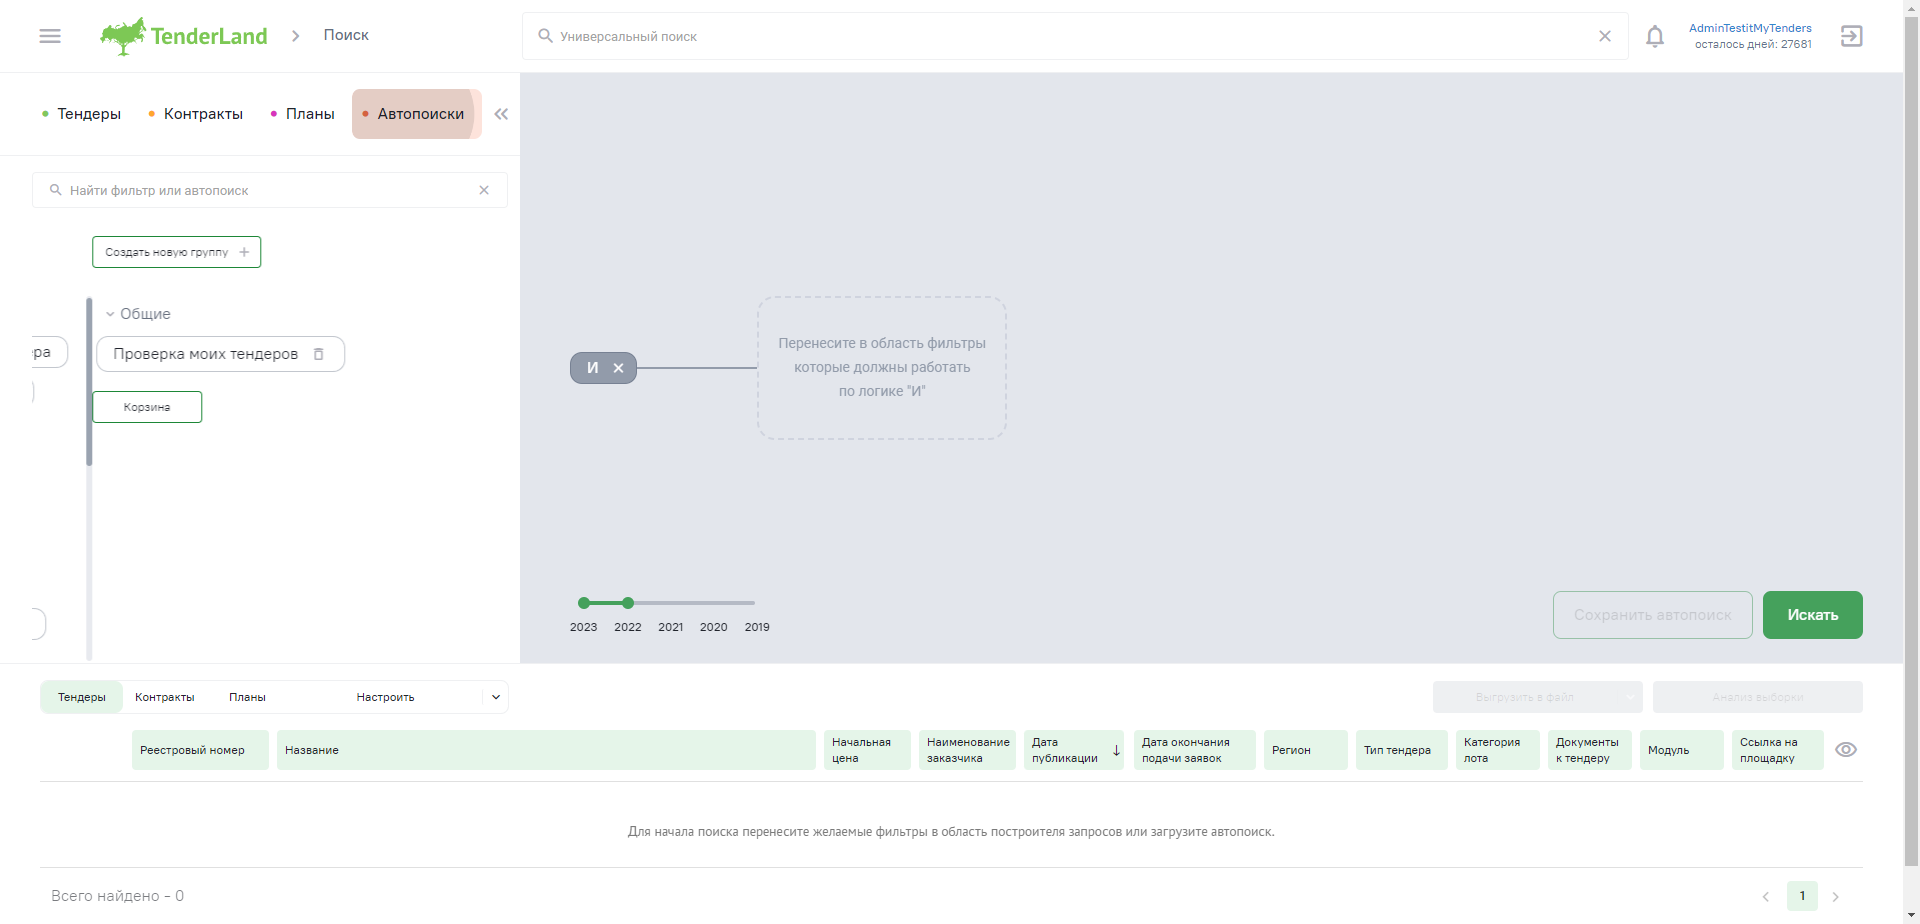 TenderLand
Поиск
Универсальный поиск
AdminTestitMyTenders
осталось дней: 27681
Тендеры
Контракты
Планы
Автопоиски
Найти фильтр или автопоиск
Создать новую группу
Общие
ера
Проверка моих тендеров
Корзина
И
Перенесите в область фильтры
которые должны работать
по логике "И"
2023 2022 2021 2020 2019
Сохранить автопоиск
Искать
Тендеры
Контракты
Планы
Настроить
Выгрузить в файл
Анализ выборки
Реестровый номер
Название
Начальная
цена
Наименование
заказчика
Дата
публикации
Дата окончания
подачи заявок
Регион
Тип тендера
Категория
лота
Документы
к тендеру
Модуль
Ссылка на
площадку
Для начала поиска перенесите желаемые фильтры в область построителя запросов или загрузите автопоиск.
Всего найдено - 0
1